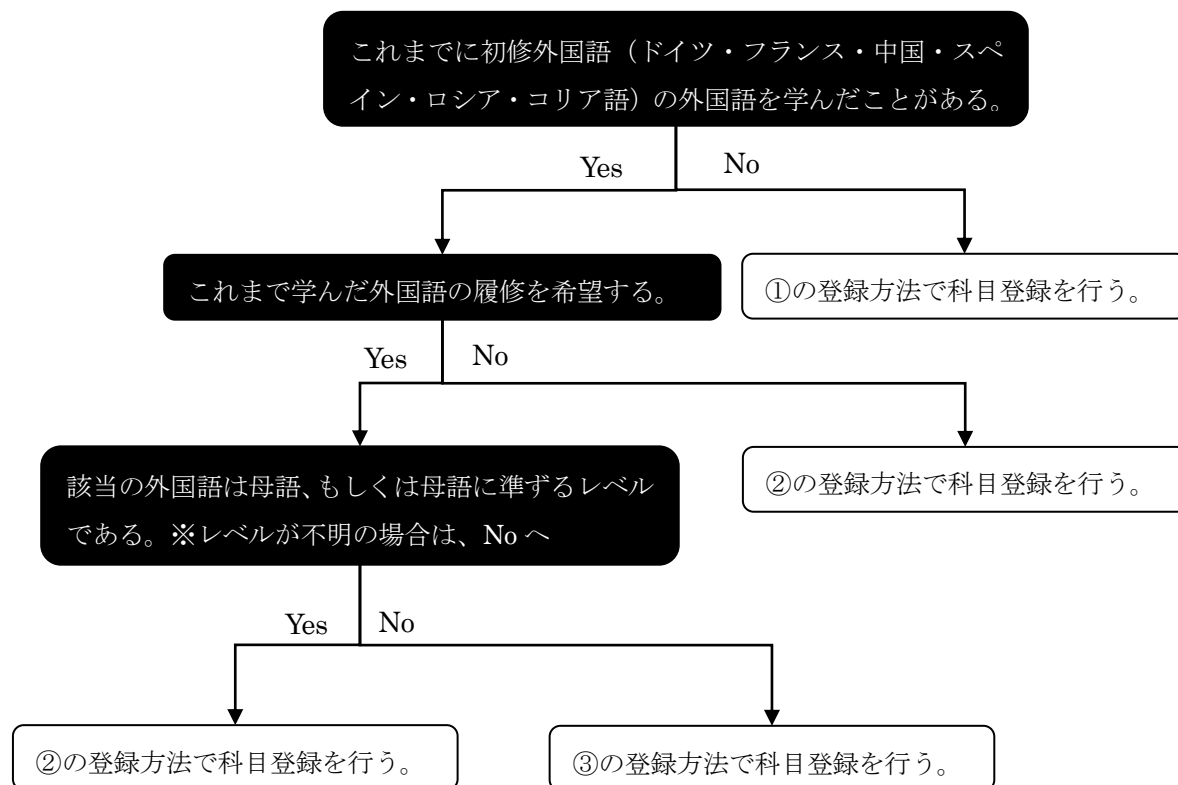 これまでに初修外国語（ドイツ・フランス・中国・スペ
イン・ロシア・コリア語）の外国語を学んだことがある。
Yes No
これまで学んだ外国語の履修を希望する。
①の登録方法で科目登録を行う。
Yes No
該当の外国語は母語、もしくは母語に準ずるレベル
である。※レベルが不明の場合は、No へ
②の登録方法で科目登録を行う。
Yes No
②の登録方法で科目登録を行う。
③の登録方法で科目登録を行う。